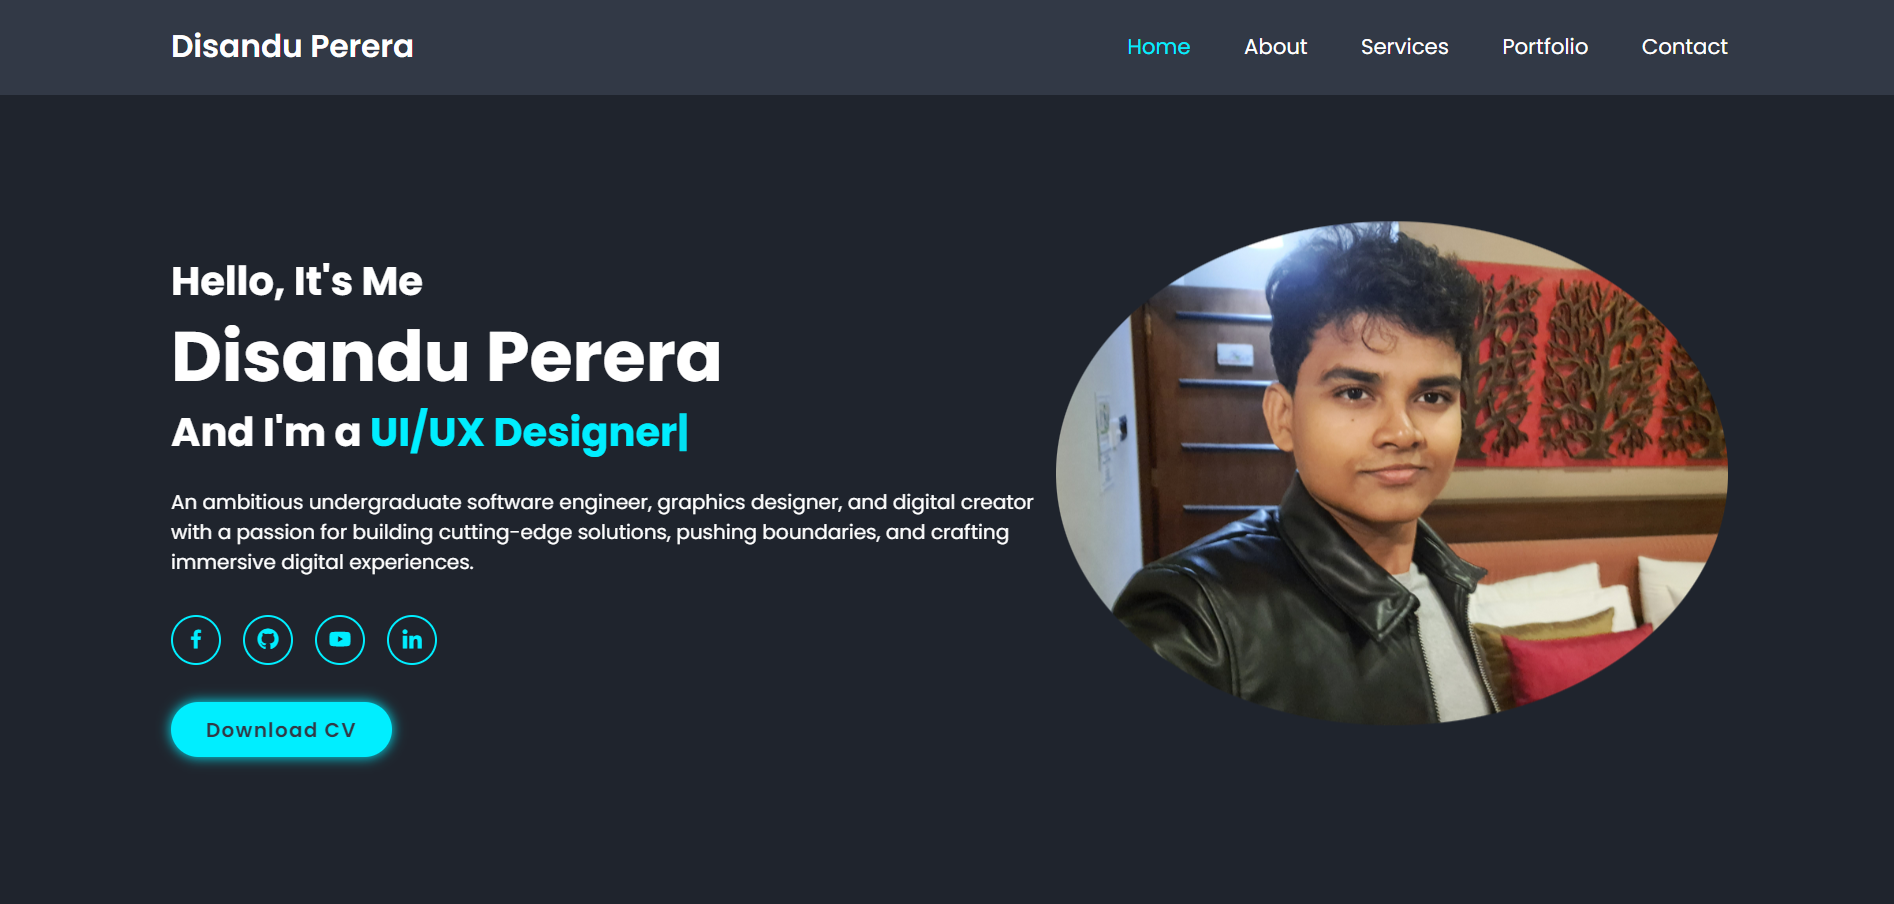 Disandu Perera
Home
About
Services
Portfolio
Contact
Hello, It's Me
Disandu Perera
And I'm a UI/UX Designer|
An ambitious undergraduate software engineer, graphics designer, and digital creator
with a passion for building cutting-edge solutions, pushing boundaries, and crafting
immersive digital experiences.
Download CV